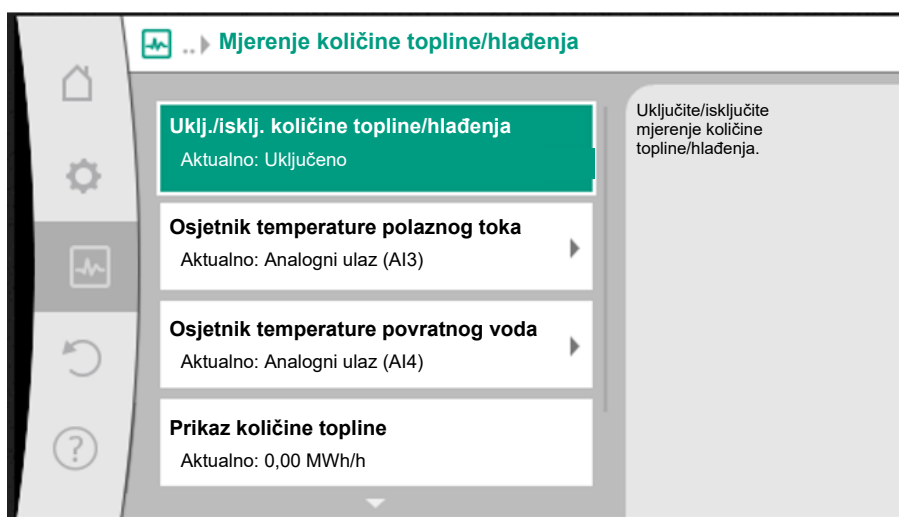 .. Mjerenje količine topline/hlađenja
Uklj./isklj. količine topline/hlađenja
Aktualno: Uključeno
Osjetnik temperature polaznog toka
Aktualno: Analogni ulaz (AI3)
Osjetnik temperature povratnog voda
Aktualno: Analogni ulaz (AI4)
Prikaz količine topline
Aktualno: 0,00 MWh/h
Uključite/isključite
mjerenje količine
topline/hlađenja.
?